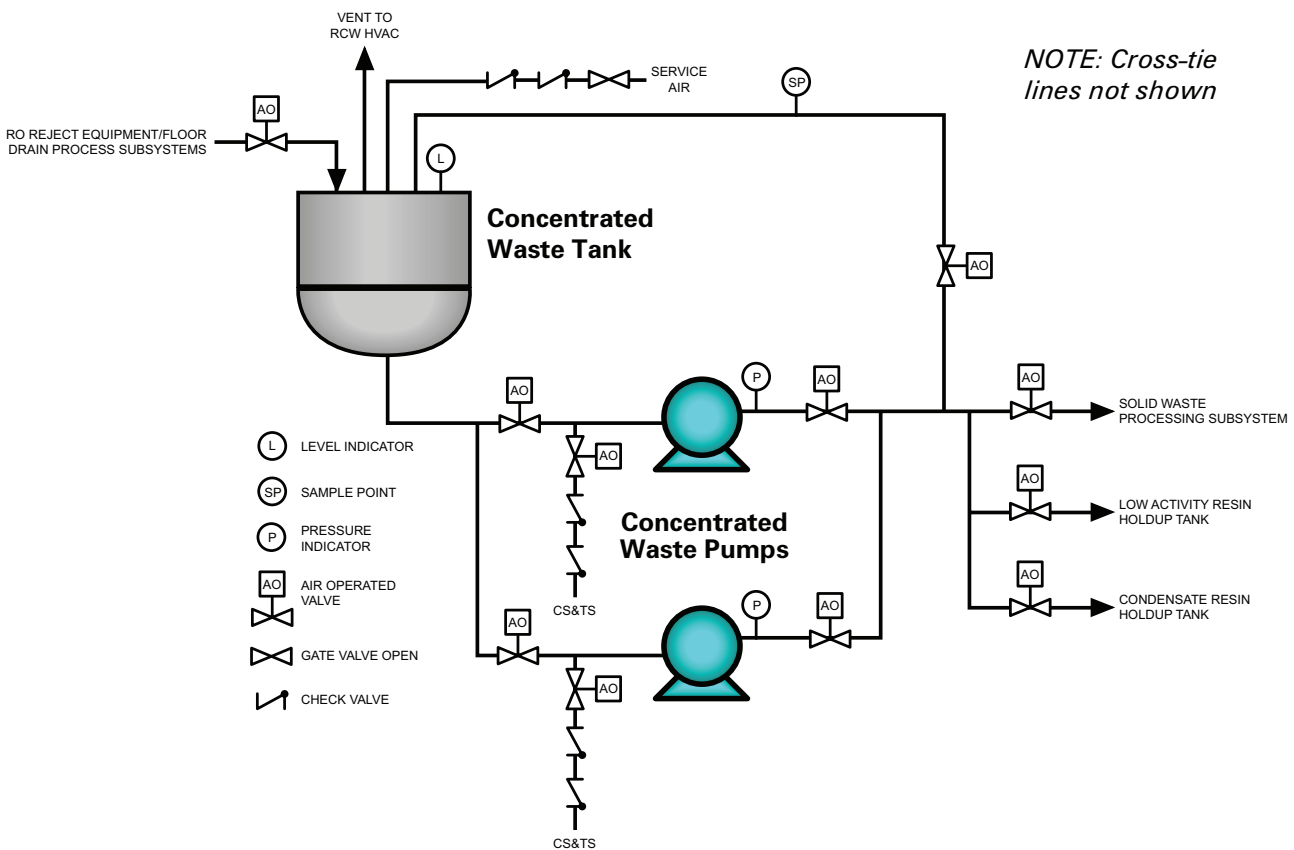 VENT TO
RCW HVAC
NOTE: Cross-tie
lines not shown
SERVICE
AIR
SP
AO
RO REJECT EQUIPMENT/FLOOR
DRAIN PROCESS SUBSYSTEMS
L
Concentrated
Waste Tank
AO
AO
P
AO
AO
SOLID WASTE
PROCESSING SUBSYSTEM
L LEVEL INDICATOR
AO
SP SAMPLE POINT
AO
LOW ACTIVITY RESIN
HOLDUP TANK
Concentrated
Waste Pumps
P PRESSURE
INDICATOR
AO AIR OPERATED
VALVE
CS&TS
AO
P
AO
AO
CONDENSATE RESIN
HOLDUP TANK
GATE VALVE OPEN
AO
CHECK VALVE
CS&TS